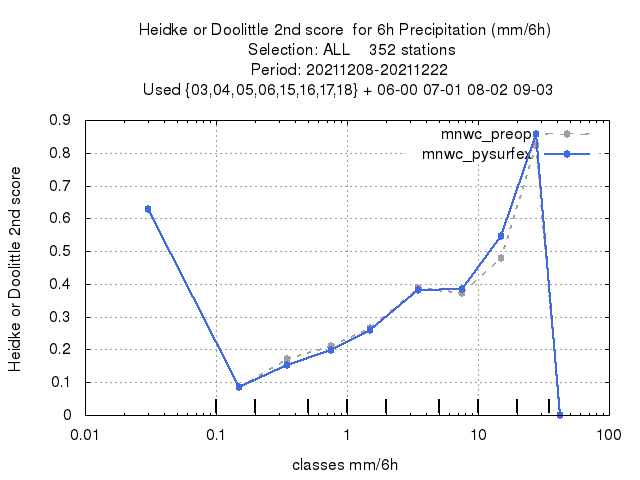 Heidke or Doolittle 2nd score  for 6h Precipitation (mm/6h)
Selection: ALL    352 stations
Period: 20211208-20211222
Used {03,04,05,06,15,16,17,18} + 06-00 07-01 08-02 09-03
mnwc_preop
mnwc_pysurfex
Heidke or Doolittle 2nd score
0.9
0.8
0.7
0.6
0.5
0.4
0.3
0.2
0.1
0
0.01 0.1 1 10 100
classes mm/6h